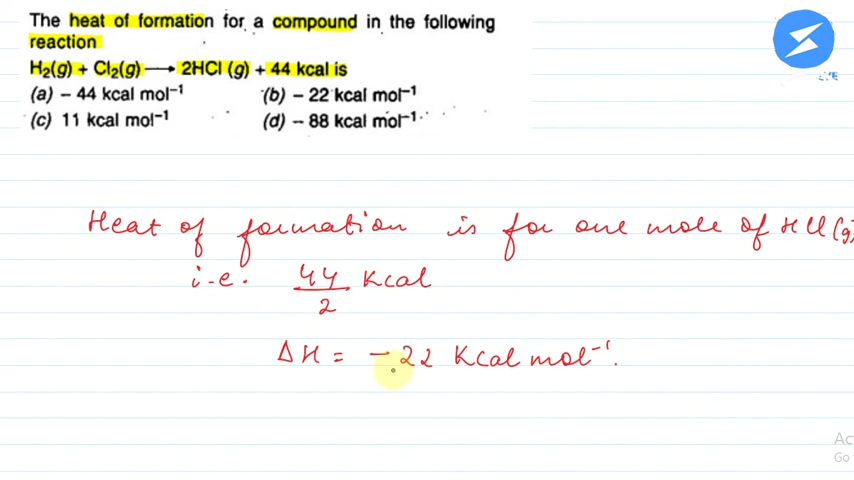 The heat of formation for a compound in the following
reaction
H₂(g) + Cl₂(g) ⟶ 2HCl (g) + 44 kcal is
(a) – 44 kcal mol⁻¹ (b) – 22 kcal mol⁻¹
(c) 11 kcal mol⁻¹ (d) – 88 kcal mol⁻¹
Heat of formation is for one mole of HCl(g)
i.e. 44/2 Kcal
ΔH = -22 Kcal mol⁻¹.